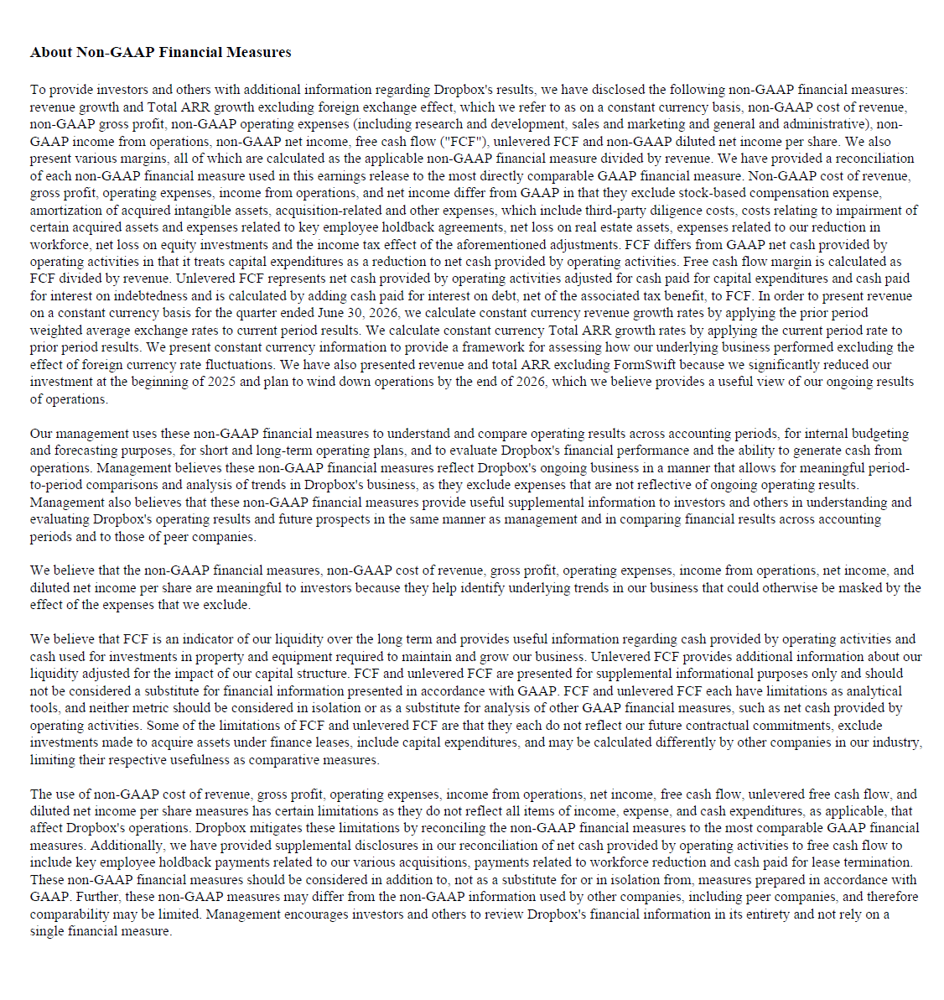 About Non-GAAP Financial Measures
To provide investors and others with additional information regarding Dropbox's results, we have disclosed the following non-GAAP financial measures:
revenue growth and Total ARR growth excluding foreign exchange effect, which we refer to as on a constant currency basis, non-GAAP cost of revenue,
non-GAAP gross profit, non-GAAP operating expenses (including research and development, sales and marketing and general and administrative), non-
GAAP income from operations, non-GAAP net income, free cash flow ("FCF"), unlevered FCF and non-GAAP diluted net income per share. We also
present various margins, all of which are calculated as the applicable non-GAAP financial measure divided by revenue. We have provided a reconciliation
of each non-GAAP financial measure used in this earnings release to the most directly comparable GAAP financial measure. Non-GAAP cost of revenue,
gross profit, operating expenses, income from operations, and net income differ from GAAP in that they exclude stock-based compensation expense,
amortization of acquired intangible assets, acquisition-related and other expenses, which include third-party diligence costs, costs relating to impairment of
certain acquired assets and expenses related to key employee holdback agreements, net loss on real estate assets, expenses related to our reduction in
workforce, net loss on equity investments and the income tax effect of the aforementioned adjustments. FCF differs from GAAP net cash provided by
operating activities in that it treats capital expenditures as a reduction to net cash provided by operating activities. Free cash flow margin is calculated as
FCF divided by revenue. Unlevered FCF represents net cash provided by operating activities adjusted for cash paid for capital expenditures and cash paid
for interest on indebtedness and is calculated by adding cash paid for interest on debt, net of the associated tax benefit, to FCF. In order to present revenue
on a constant currency basis for the quarter ended June 30, 2026, we calculate constant currency revenue growth rates by applying the prior period
weighted average exchange rates to current period results. We calculate constant currency Total ARR growth rates by applying the current period rate to
prior period results. We present constant currency information to provide a framework for assessing how our underlying business performed excluding the
effect of foreign currency rate fluctuations. We have also presented revenue and total ARR excluding FormSwift because we significantly reduced our
investment at the beginning of 2025 and plan to wind down operations by the end of 2026, which we believe provides a useful view of our ongoing results
of operations.
Our management uses these non-GAAP financial measures to understand and compare operating results across accounting periods, for internal budgeting
and forecasting purposes, for short and long-term operating plans, and to evaluate Dropbox's financial performance and the ability to generate cash from
operations. Management believes these non-GAAP financial measures reflect Dropbox's ongoing business in a manner that allows for meaningful period-
to-period comparisons and analysis of trends in Dropbox's business, as they exclude expenses that are not reflective of ongoing operating results.
Management also believes that these non-GAAP financial measures provide useful supplemental information to investors and others in understanding and
evaluating Dropbox's operating results and future prospects in the same manner as management and in comparing financial results across accounting
periods and to those of peer companies.
We believe that the non-GAAP financial measures, non-GAAP cost of revenue, gross profit, operating expenses, income from operations, net income, and
diluted net income per share are meaningful to investors because they help identify underlying trends in our business that could otherwise be masked by the
effect of the expenses that we exclude.
We believe that FCF is an indicator of our liquidity over the long term and provides useful information regarding cash provided by operating activities and
cash used for investments in property and equipment required to maintain and grow our business. Unlevered FCF provides additional information about our
liquidity adjusted for the impact of our capital structure. FCF and unlevered FCF are presented for supplemental informational purposes only and should
not be considered a substitute for financial information presented in accordance with GAAP. FCF and unlevered FCF each have limitations as analytical
tools, and neither metric should be considered in isolation or as a substitute for analysis of other GAAP financial measures, such as net cash provided by
operating activities. Some of the limitations of FCF and unlevered FCF are that they each do not reflect our future contractual commitments, exclude
investments made to acquire assets under finance leases, include capital expenditures, and may be calculated differently by other companies in our industry,
limiting their respective usefulness as comparative measures.
The use of non-GAAP cost of revenue, gross profit, operating expenses, income from operations, net income, free cash flow, unlevered free cash flow, and
diluted net income per share measures has certain limitations as they do not reflect all items of income, expense, and cash expenditures, as applicable, that
affect Dropbox's operations. Dropbox mitigates these limitations by reconciling the non-GAAP financial measures to the most comparable GAAP financial
measures. Additionally, we have provided supplemental disclosures in our reconciliation of net cash provided by operating activities to free cash flow to
include key employee holdback payments related to our various acquisitions, payments related to workforce reduction and cash paid for lease termination.
These non-GAAP financial measures should be considered in addition to, not as a substitute for or in isolation from, measures prepared in accordance with
GAAP. Further, these non-GAAP measures may differ from the non-GAAP information used by other companies, including peer companies, and therefore
comparability may be limited. Management encourages investors and others to review Dropbox's financial information in its entirety and not rely on a
single financial measure.